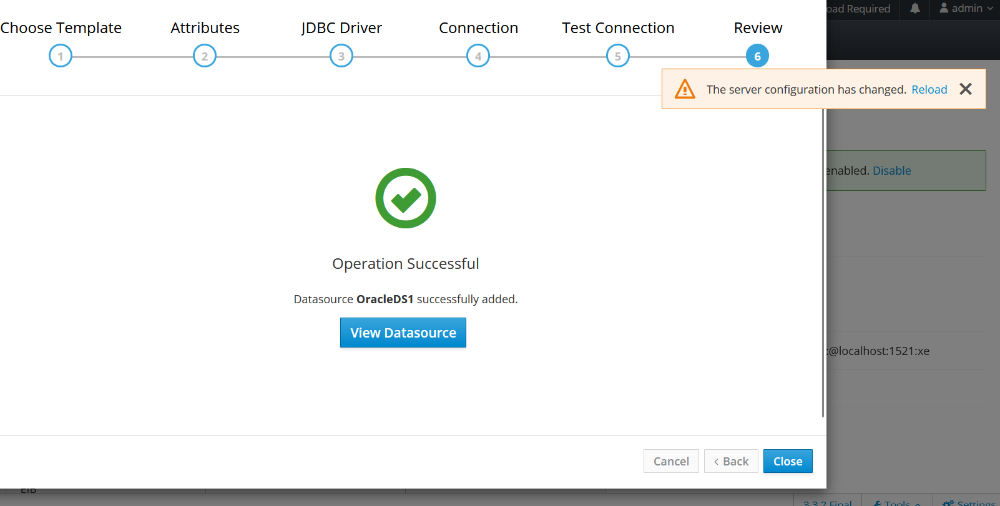 oad Required
admin
Choose Template Attributes JDBC Driver Connection Test Connection Review
1 2 3 4 5 6
The server configuration has changed. Reload
enabled. Disable
Operation Successful
Datasource OracleDS1 successfully added.
View Datasource
:@localhost:1521:xe
Cancel Back Close
EJB
3.3.2.Final Tools Settings